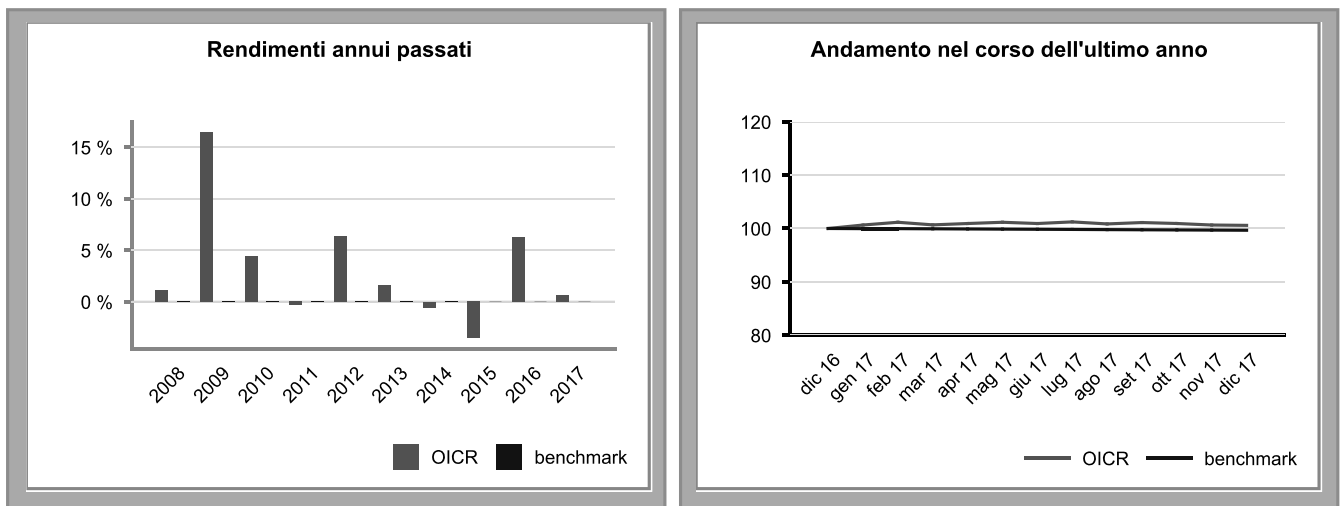 Rendimenti annui passati
15 %
10 %
5 %
0 %
2008 2009 2010 2011 2012 2013 2014 2015 2016 2017
OICR benchmark
Andamento nel corso dell'ultimo anno
120
110
100
90
80
dic 16 gen 17 feb 17 mar 17 apr 17 mag 17 giu 17 lug 17 ago 17 set 17 ott 17 nov 17 dic 17
OICR benchmark